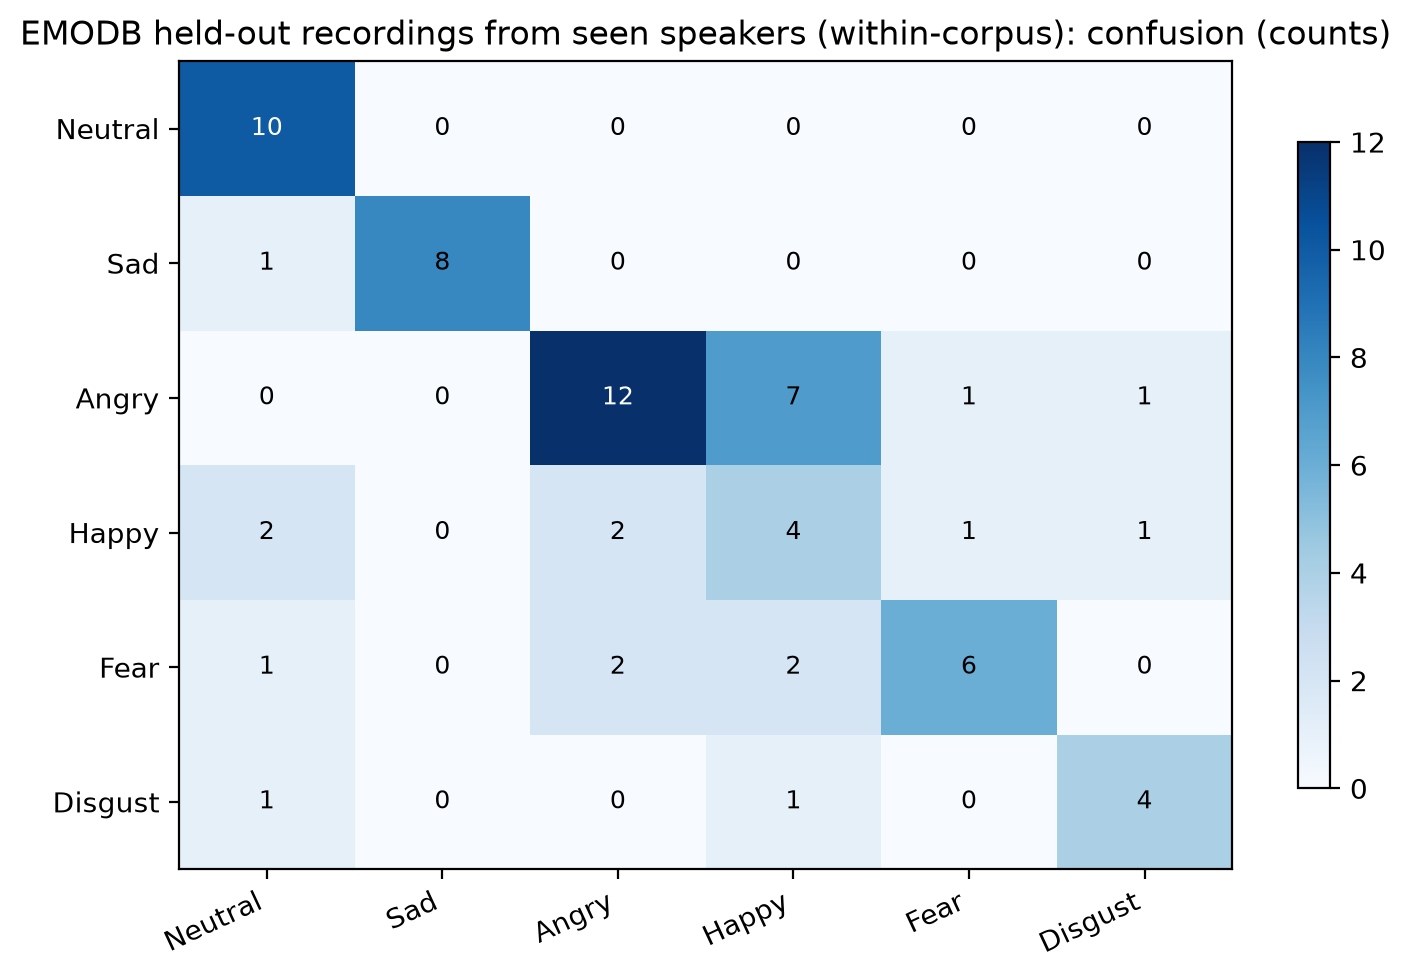 EMODB held-out recordings from seen speakers (within-corpus): confusion (counts)
Neutral 10 0 0 0 0 0
Sad 1 8 0 0 0 0
Angry 0 0 12 7 1 1
Happy 2 0 2 4 1 1
Fear 1 0 2 2 6 0
Disgust 1 0 0 1 0 4
Neutral Sad Angry Happy Fear Disgust
12
10
8
6
4
2
0